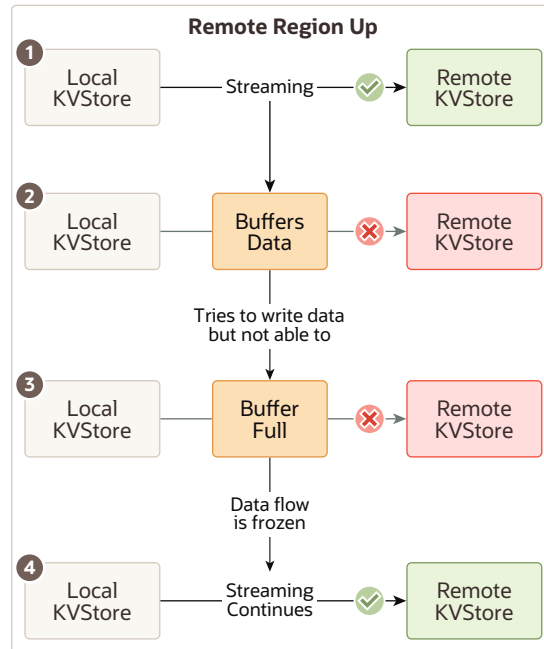 Remote Region Up
1
Local
KVStore
Streaming
Remote
KVStore
2
Local
KVStore
Buffers
Data
Remote
KVStore
Tries to write data
but not able to
3
Local
KVStore
Buffer
Full
Remote
KVStore
Data flow
is frozen
4
Local
KVStore
Streaming
Continues
Remote
KVStore